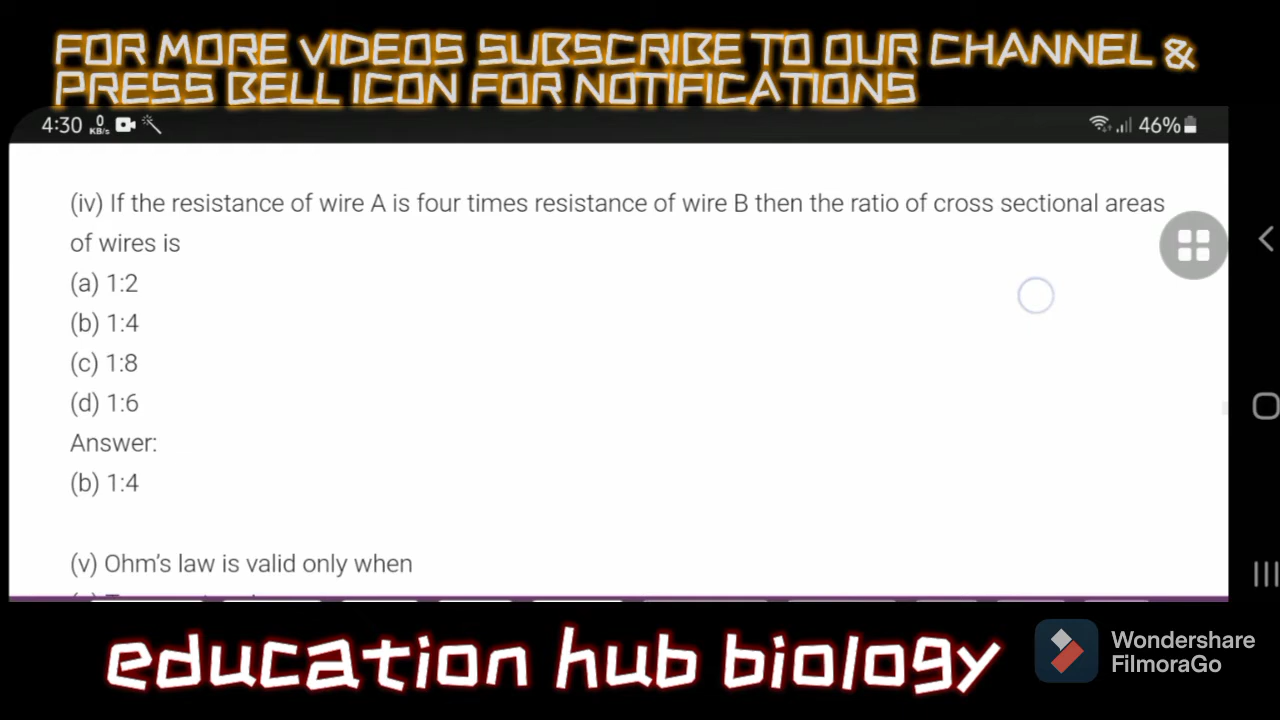 FOR MORE VIDEOS SUBSCRIBE TO OUR CHANNEL &
PRESS BELL ICON FOR NOTIFICATIONS
4:30 0 KB/s 46%
(iv) If the resistance of wire A is four times resistance of wire B then the ratio of cross sectional areas
of wires is
(a) 1:2
(b) 1:4
(c) 1:8
(d) 1:6
Answer:
(b) 1:4
(v) Ohm’s law is valid only when
education hub biology
Wondershare
FilmoraGo